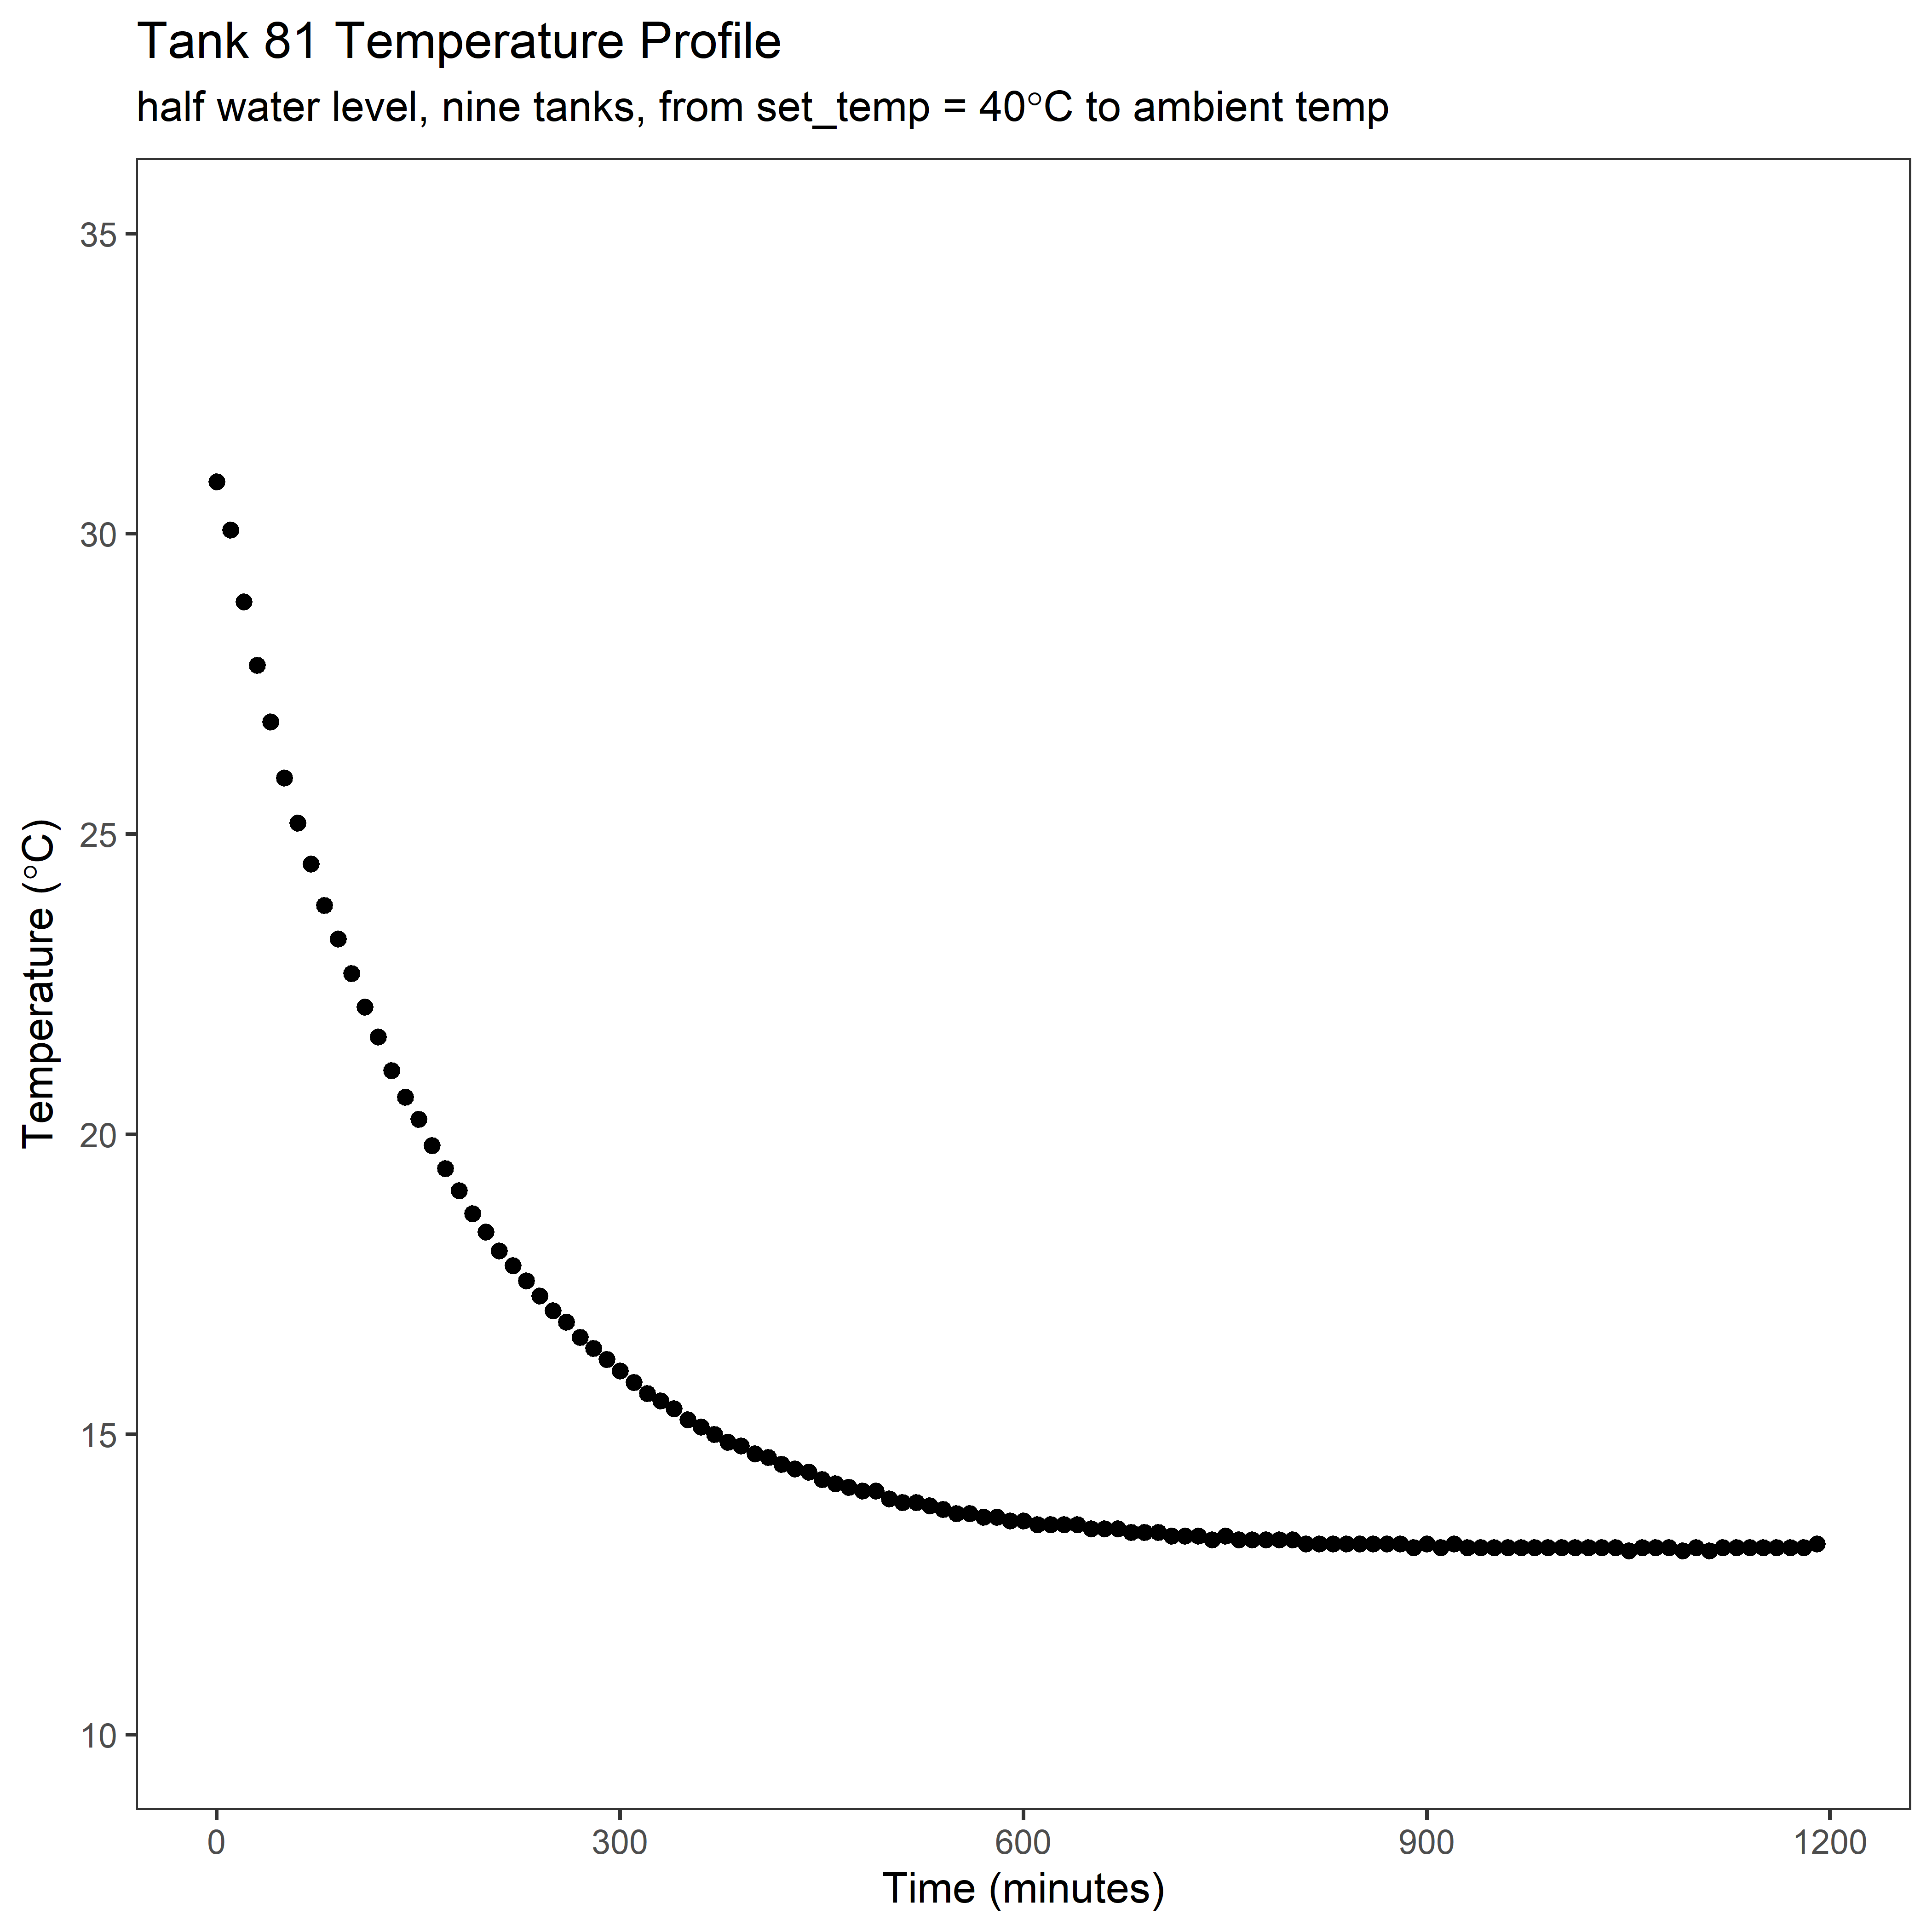 Tank 81 Temperature Profile
half water level, nine tanks, from set_temp = 40°C to ambient temp
35
30
25
20
15
10
Temperature (°C)
0 300 600 900 1200
Time (minutes)